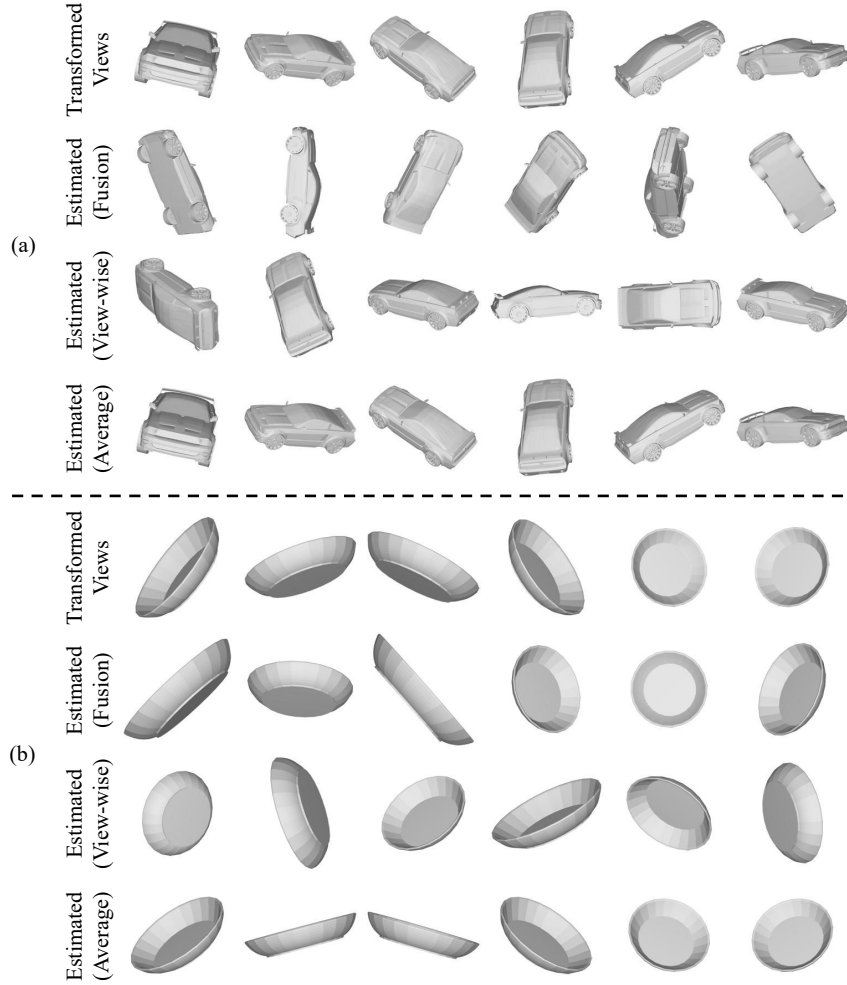 Transformed
Views
Estimated
(Fusion)
(a)
Estimated
(View-wise)
Estimated
(Average)
Transformed
Views
Estimated
(Fusion)
(b)
Estimated
(View-wise)
Estimated
(Average)